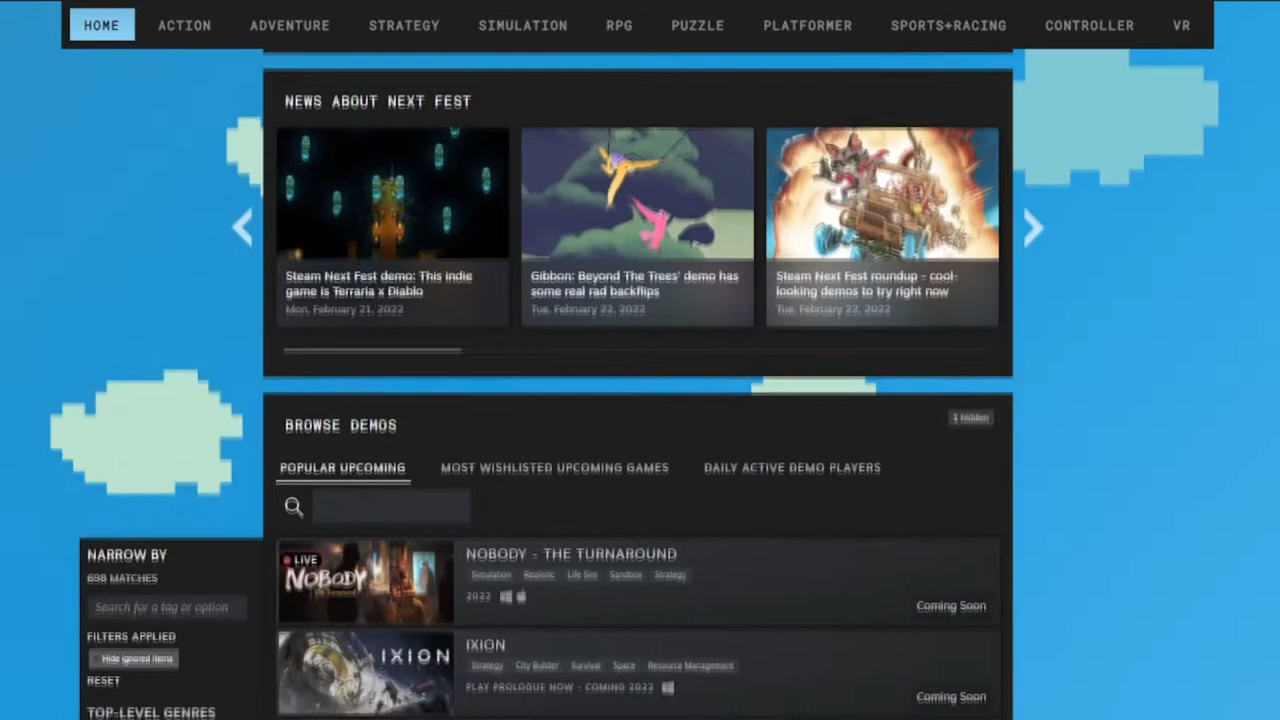 HOME ACTION ADVENTURE STRATEGY SIMULATION RPG PUZZLE PLATFORMER SPORTS+RACING CONTROLLER VR
NEWS ABOUT NEXT FEST
Steam Next Fest demo: This indie
game is Terraria x Diablo
Mon, February 21, 2022
Gibbon: Beyond The Trees' demo has
some real rad backflips
Tue, February 22, 2022
Steam Next Fest roundup - cool-
looking demos to try right now
Tue, February 22, 2022
BROWSE DEMOS
1 hidden
POPULAR UPCOMING MOST WISHLISTED UPCOMING GAMES DAILY ACTIVE DEMO PLAYERS
NARROW BY
698 MATCHES
Search for a tag or option
FILTERS APPLIED
Hide ignored items
RESET
TOP-LEVEL GENRES
LIVE
NOBODY
NOBODY - THE TURNAROUND
Simulation Realistic Life Sim Sandbox Strategy
2022
Coming Soon
IXION
IXION
Strategy City Builder Survival Space Resource Management
PLAY PROLOGUE NOW - COMING 2022
Coming Soon